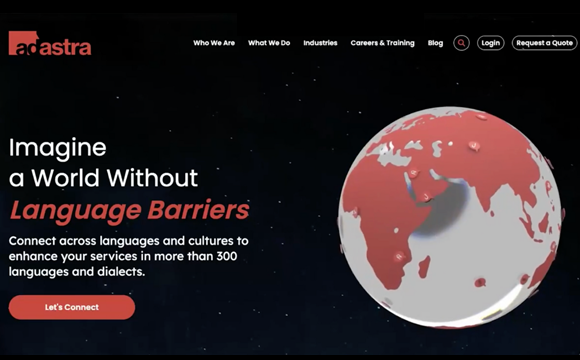 adastra
Who We Are
What We Do
Industries
Careers & Training
Blog
Login
Request a Quote
Imagine
a World Without
Language Barriers
Connect across languages and cultures to
enhance your services in more than 300
languages and dialects.
Let's Connect